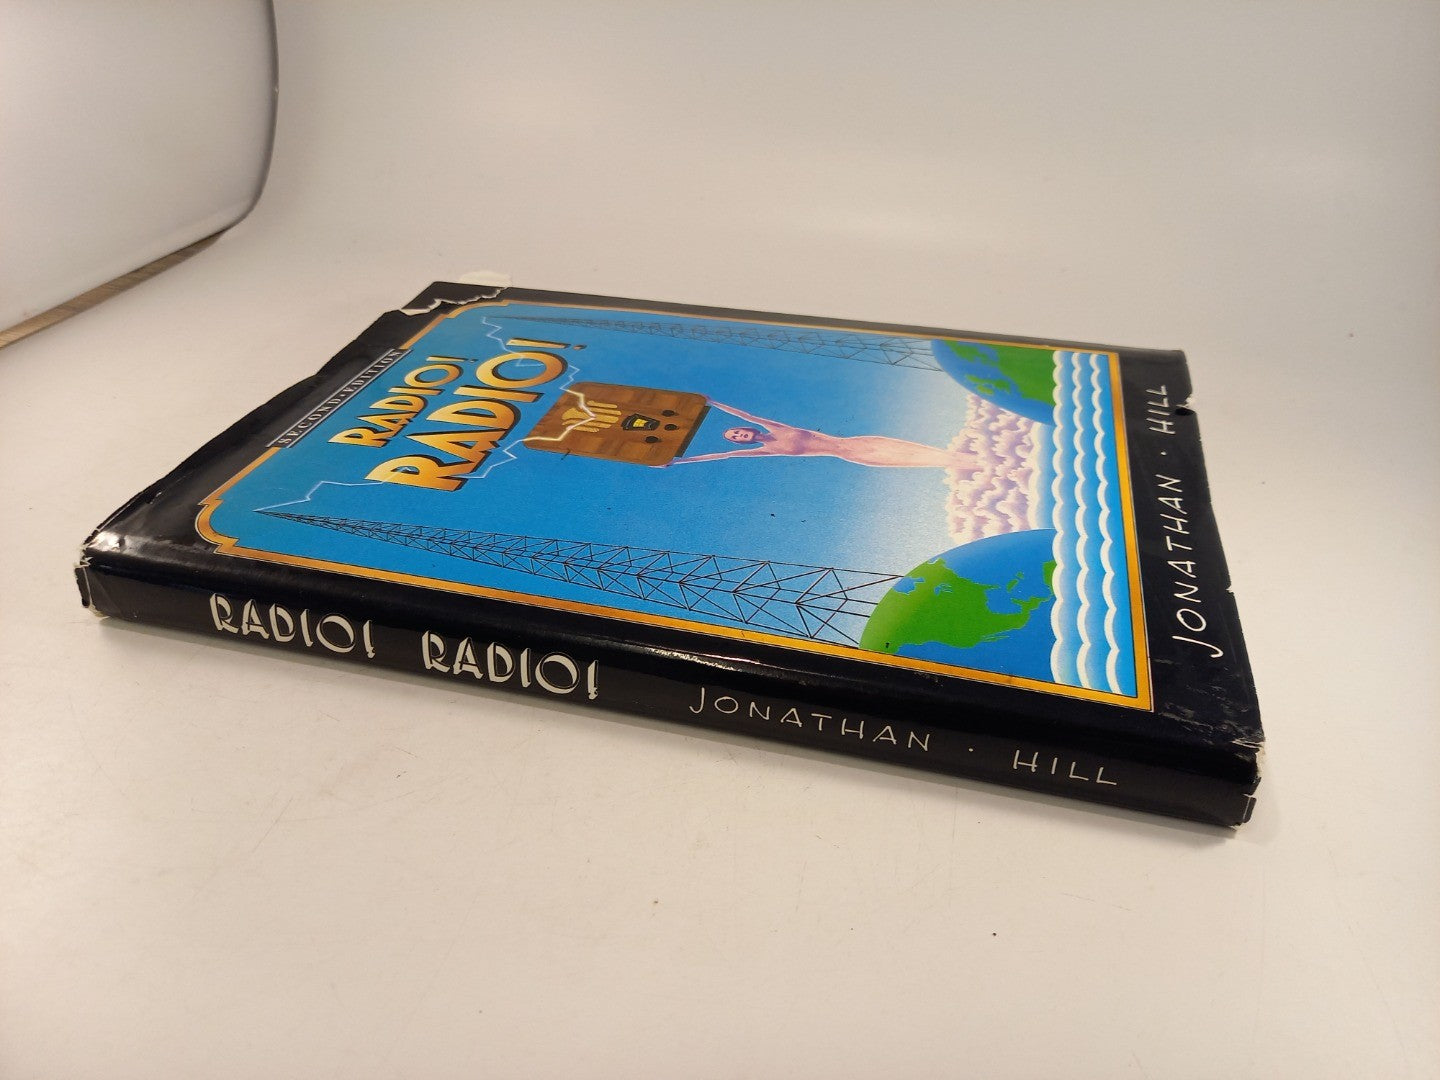 SECOND·EDITION
RADIO!
RADIO!
JONATHAN · HILL
RADIO! RADIO! JONATHAN · HILL